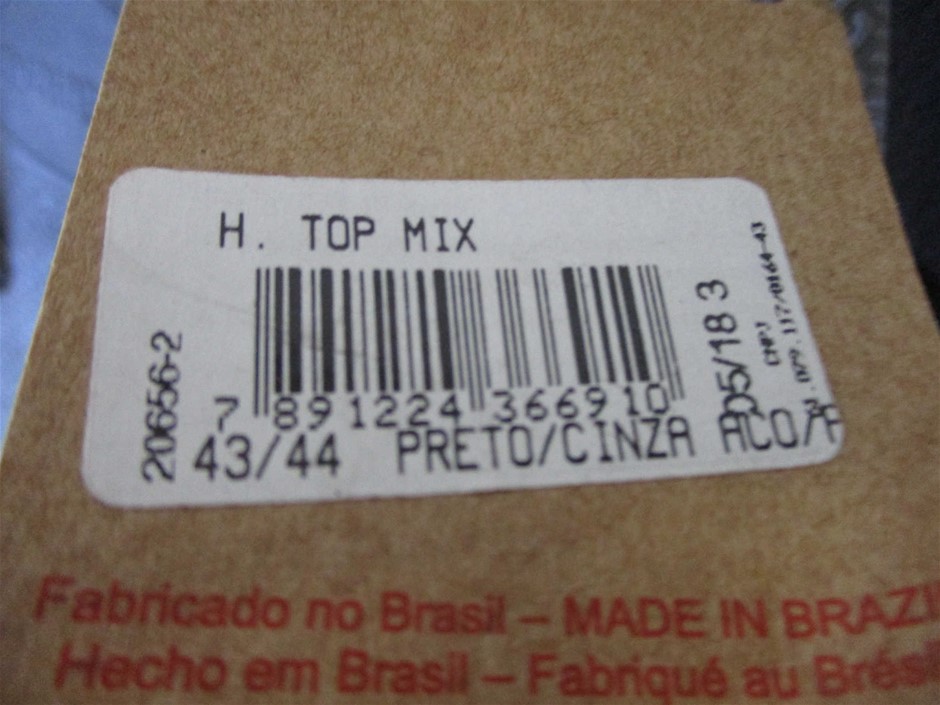 H. TOP MIX
20656-2
7 891224 366910
05/18 3
CNPJ
43/44 PRETO/CINZA ACO/P
Fabricado no Brasil – MADE IN BRAZI
Hecho em Brasil – Fabriqué au Brési